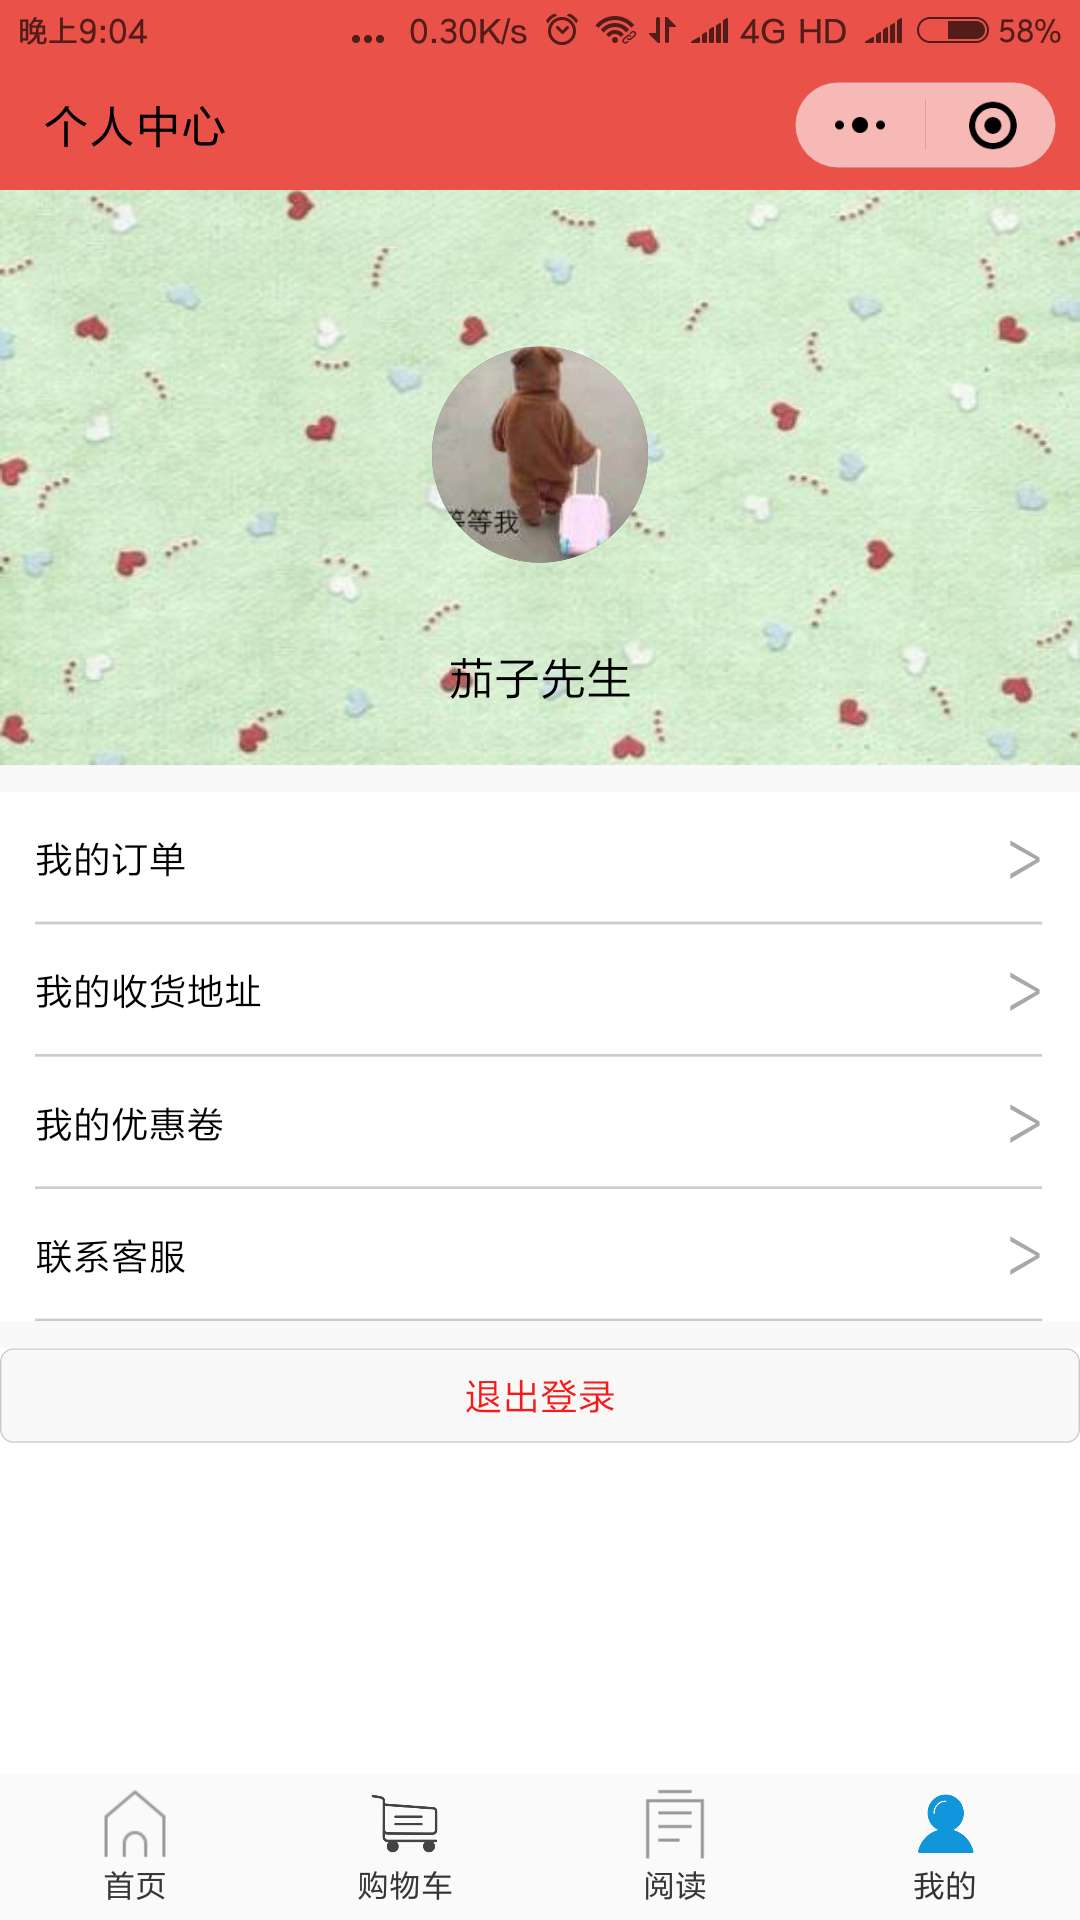 晚上9:04 ... 0.30K/s 4G HD 58%
个人中心
等等我
茄子先生
我的订单 >
我的收货地址 >
我的优惠卷 >
联系客服 >
退出登录
首页 购物车 阅读 我的